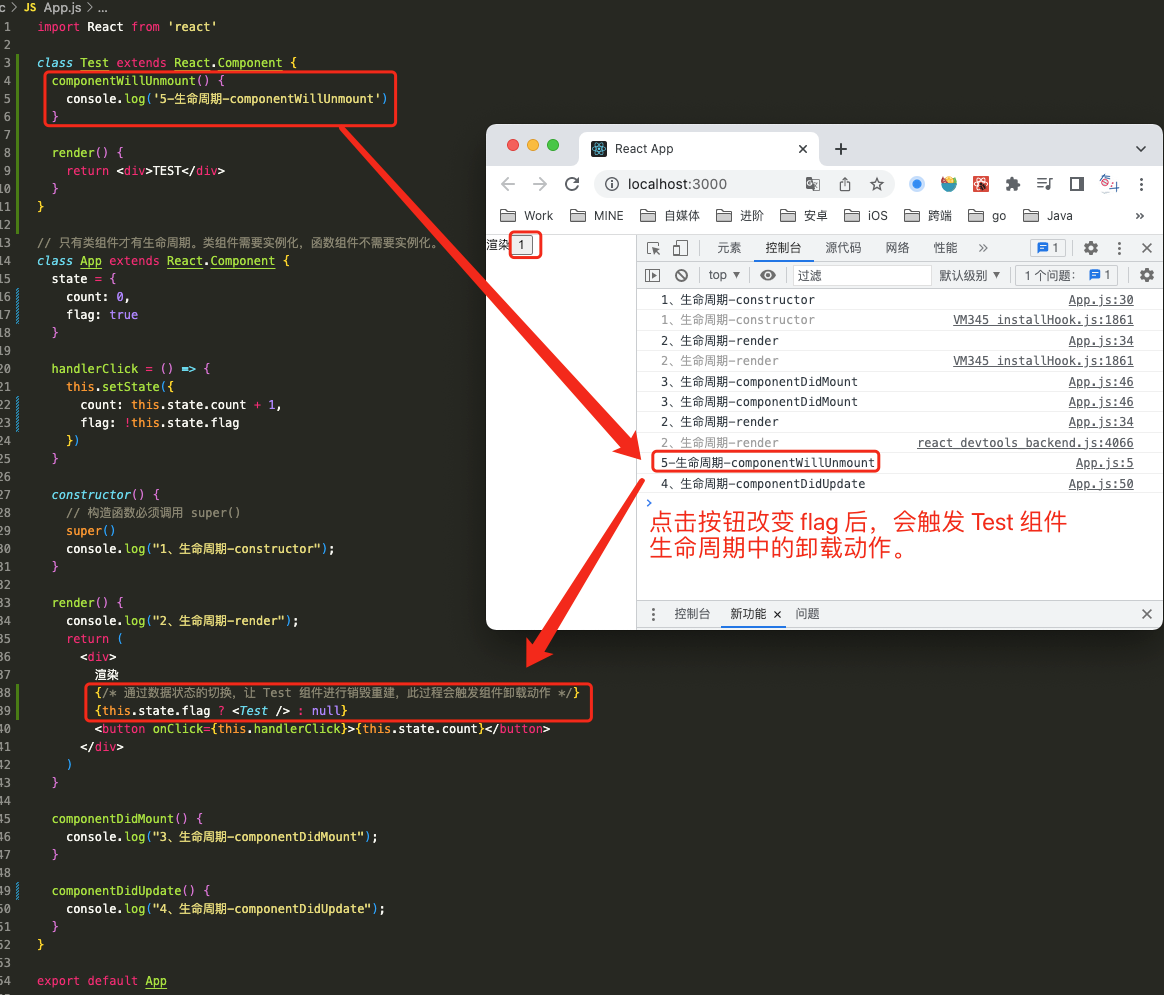 c > JS App.js > ...
1 import React from 'react'
2
3 class Test extends React.Component {
4 componentWillUnmount() {
5 console.log('5-生命周期-componentWillUnmount')
6 }
7
8 render() {
9 return <div>TEST</div>
10 }
11 }
12
13 // 只有类组件才有生命周期。类组件需要实例化，函数组件不需要实例化。
14 class App extends React.Component {
15 state = {
16 count: 0,
17 flag: true
18 }
19
20 handlerClick = () => {
21 this.setState({
22 count: this.state.count + 1,
23 flag: !this.state.flag
24 })
25 }
26
27 constructor() {
28 // 构造函数必须调用 super()
29 super()
30 console.log("1、生命周期-constructor");
31 }
32
33 render() {
34 console.log("2、生命周期-render");
35 return (
36 <div>
37 渲染
38 {/* 通过数据状态的切换，让 Test 组件进行销毁重建，此过程会触发组件卸载动作 */}
39 {this.state.flag ? <Test /> : null}
40 <button onClick={this.handlerClick}>{this.state.count}</button>
41 </div>
42 )
43 }
44
45 componentDidMount() {
46 console.log("3、生命周期-componentDidMount");
47 }
48
49 componentDidUpdate() {
50 console.log("4、生命周期-componentDidUpdate");
51 }
52 }
53
54 export default App
React App
localhost:3000
Work MINE 自媒体 进阶 安卓 iOS 跨端 go Java »
渲染 1
元素 控制台 源代码 网络 性能 » 1
top 过滤 默认级别 1 个问题: 1
1、生命周期-constructor App.js:30
1、生命周期-constructor VM345 installHook.js:1861
2、生命周期-render App.js:34
2、生命周期-render VM345 installHook.js:1861
3、生命周期-componentDidMount App.js:46
3、生命周期-componentDidMount App.js:46
2、生命周期-render App.js:34
2、生命周期-render react_devtools_backend.js:4066
5-生命周期-componentWillUnmount App.js:5
4、生命周期-componentDidUpdate App.js:50
点击按钮改变 flag 后，会触发 Test 组件
生命周期中的卸载动作。
控制台 新功能 问题